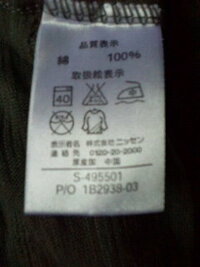 品質表示
綿 100%
取扱絵表示
40
表示者名 株式会社 ニッセン
連絡先 0120-20-2000
原産国 中国
S-495501
P/O 1B2938-03